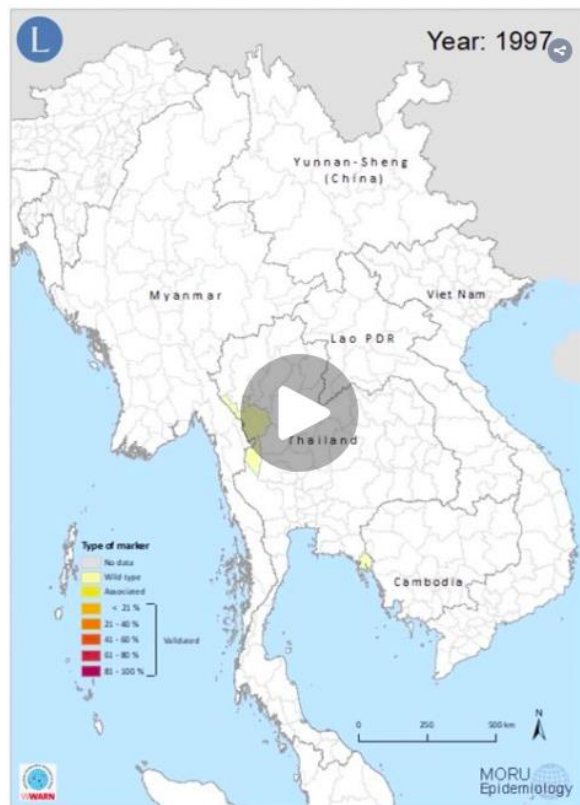 L
Year: 1997
Yunnan-Sheng
(China)
Myanmar
Viet Nam
Lao PDR
Thailand
Cambodia
Type of marker
No data
Wild type
Associated
< 21 %
21 - 40 %
41 - 60 %
61 - 80 %
81 - 100 %
Validated
N
0 250 500 km
WWARN
MORU
Epidemiology